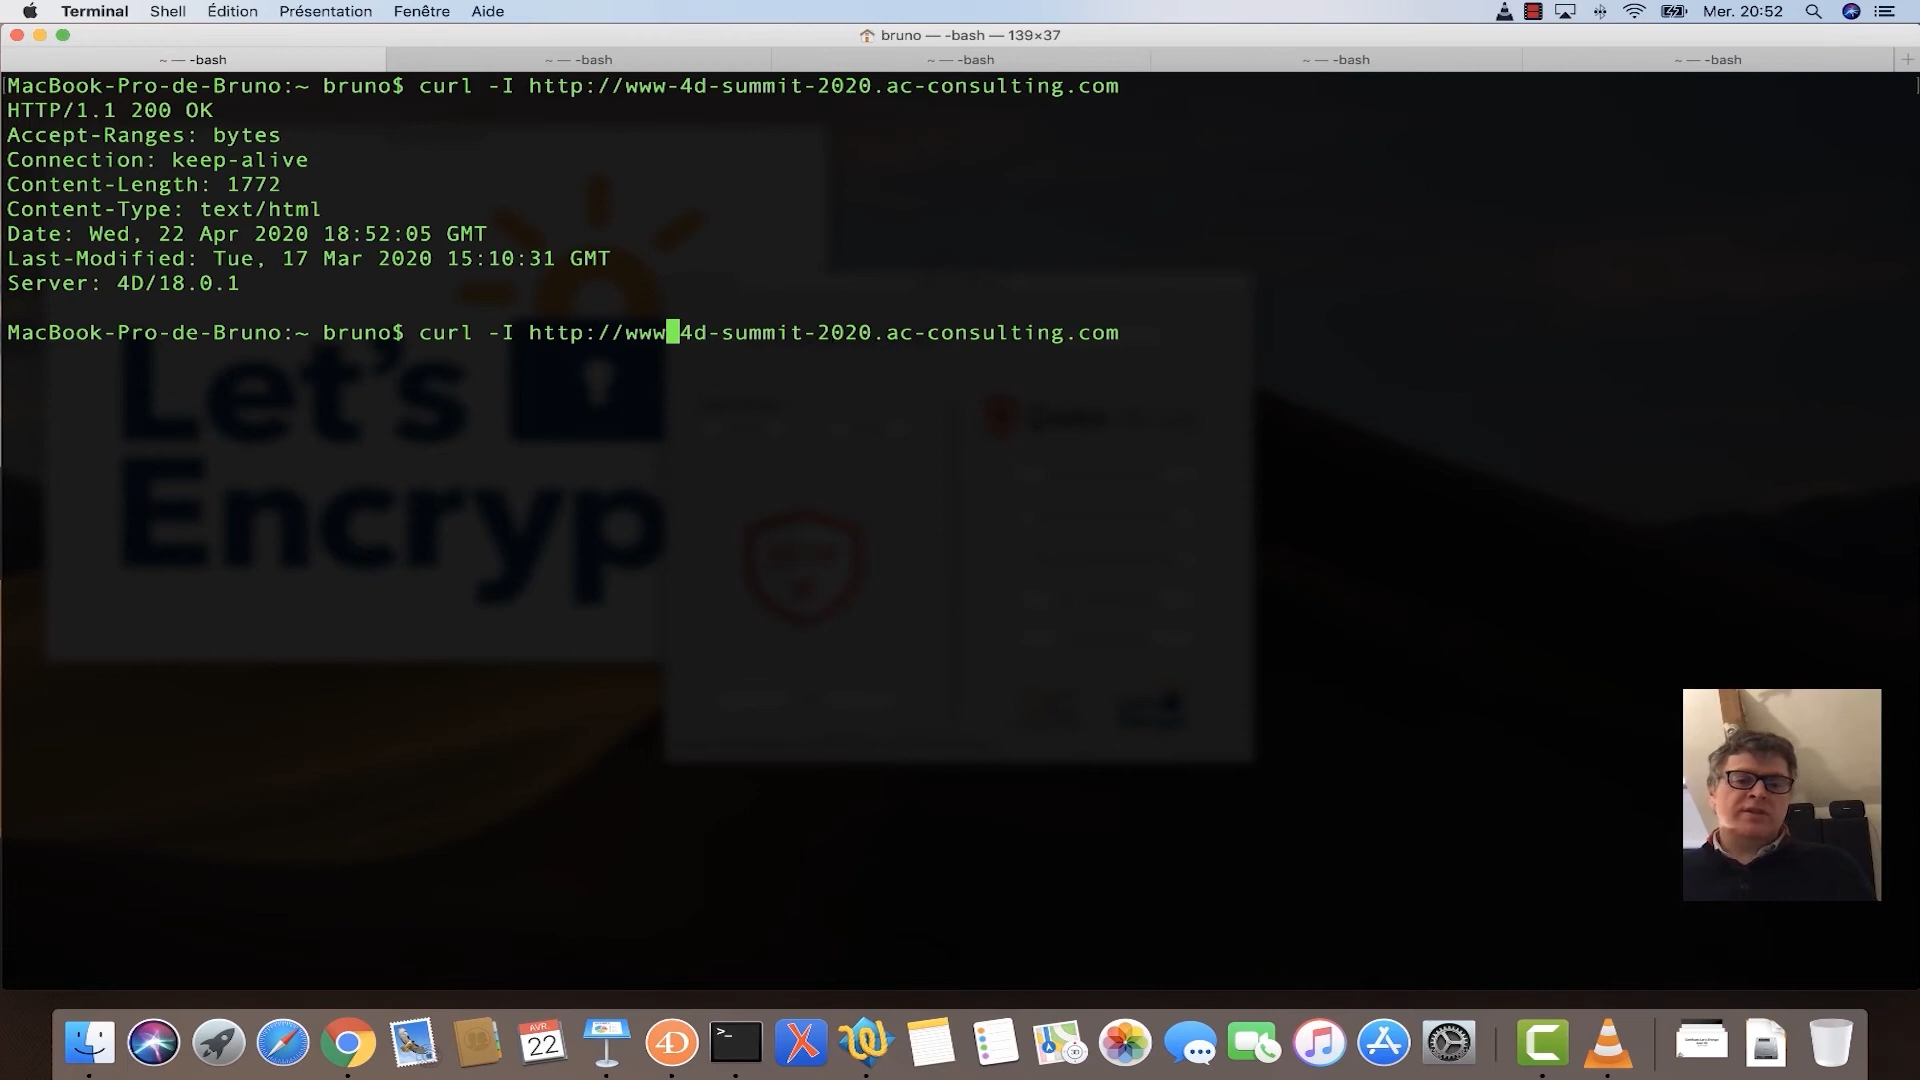 Terminal Shell Édition Présentation Fenêtre Aide Mer. 20:52
bruno — -bash — 139×37
~ — -bash ~ — -bash ~ — -bash ~ — -bash ~ — -bash
MacBook-Pro-de-Bruno:~ bruno$ curl -I http://www-4d-summit-2020.ac-consulting.com
HTTP/1.1 200 OK
Accept-Ranges: bytes
Connection: keep-alive
Content-Length: 1772
Content-Type: text/html
Date: Wed, 22 Apr 2020 18:52:05 GMT
Last-Modified: Tue, 17 Mar 2020 15:10:31 GMT
Server: 4D/18.0.1
MacBook-Pro-de-Bruno:~ bruno$ curl -I http://www 4d-summit-2020.ac-consulting.com
Let's
Encryp
AVR.
22